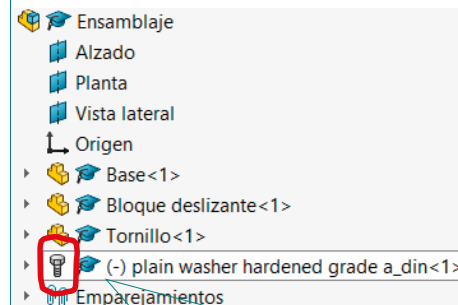 Ensamblaje
Alzado
Planta
Vista lateral
Origen
Base<1>
Bloque deslizante<1>
Tornillo<1>
(-) plain washer hardened grade a_din<1>
Emparejamientos